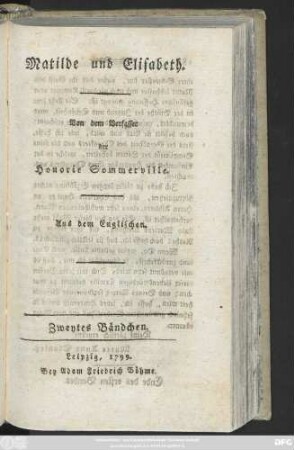 Matilde und Elisabeth.
Von dem Verfasser
der
Honorie Sommerville.
Aus dem Englischen.
Zweytes Bändchen.
Leipzig, 1799.
Bey Adam Friedrich Böhme.